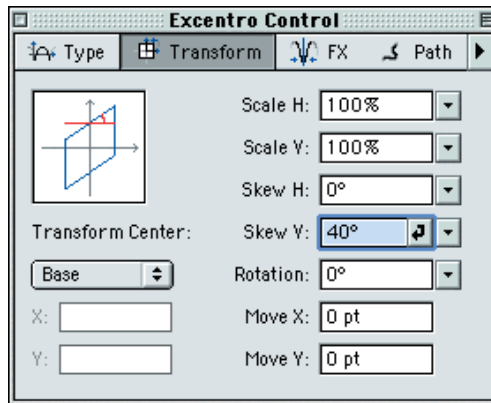 Excentro Control
Type Transform FX Path
Scale H: 100%
Scale V: 100%
Skew H: 0°
Transform Center: Skew V: 40°
Base Rotation: 0°
X: Move X: 0 pt
Y: Move Y: 0 pt